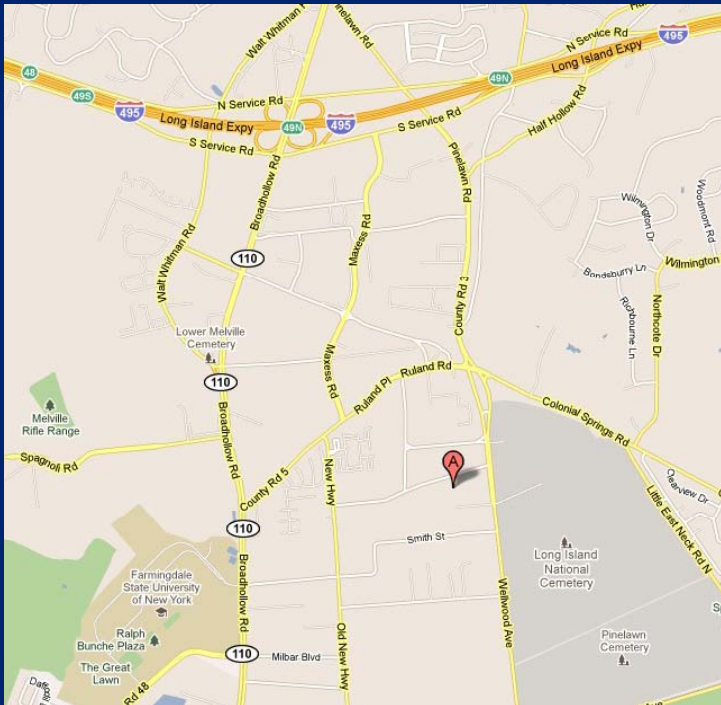 Walt Whitman Rd
Pinelawn Rd
N Service Rd
495
Long Island Expy
48
49S
495
N Service Rd
Long Island Expy
49N
495
49N
S Service Rd
S Service Rd
Half Hollow Rd
Broadhollow Rd
Pinelawn Rd
Maxess Rd
Wilmington Dr
Woodmont Rd
Walt Whitman Rd
110
Bondsburry Ln
Wilmington
County Rd 3
Richbourne Ln
Northcote Dr
Lower Melville
Cemetery
Maxess Rd
110
Ruland Pl
Ruland Rd
Colonial Springs Rd
Melville
Rifle Range
Broadhollow Rd
Spagnoli Rd
A
County Rd 5
New Hwy
Clearview Dr
Little East Neck Rd N
110
Smith St
Long Island
National
Cemetery
Farmingdale
State University
of New York
Broadhollow Rd
Wellwood Ave
Ralph
Bunche Plaza
Old New Hwy
Pinelawn
Cemetery
110
Milbar Blvd
The Great
Lawn
Rd 48